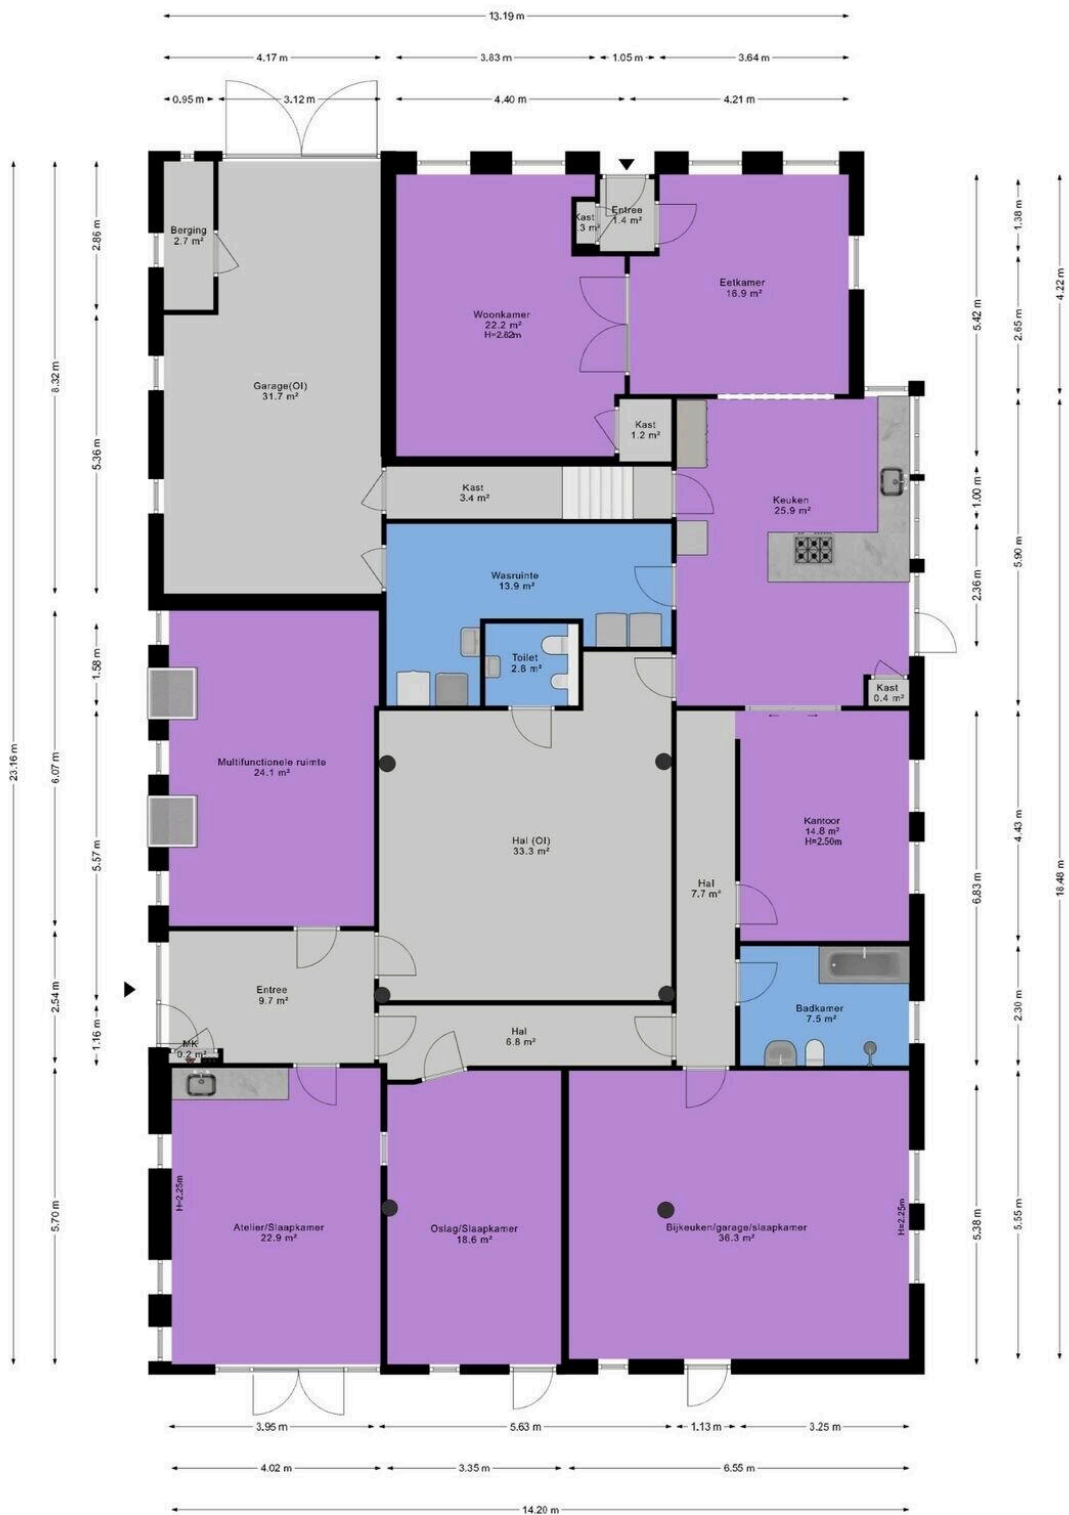 13.19 m
4.17 m
3.83 m
1.05 m
3.64 m
0.95 m
3.12 m
4.40 m
4.21 m
Berging
2.7 m²
Entree
1.4 m²
Kast
.3 m²
Eetkamer
18.9 m²
Woonkamer
22.2 m²
H=2.62m
Garage(OI)
31.7 m²
Kast
1.2 m²
Kast
3.4 m²
Keuken
25.9 m²
Wasruinte
13.9 m²
Toilet
2.8 m²
Kast
0.4 m²
Multifunctionele ruimte
24.1 m²
Hal (OI)
33.3 m²
Kantoor
14.8 m²
H=2.50m
Hal
7.7 m²
Entree
9.7 m²
MK
0.2 m²
Hal
6.8 m²
Badkamer
7.5 m²
H=2.25m
Atelier/Slaapkamer
22.9 m²
Oslag/Slaapkamer
18.6 m²
Bijkeuken/garage/slaapkamer
36.3 m²
H=2.25m
23.16 m
8.32 m
6.07 m
2.54 m
5.70 m
2.86 m
5.36 m
1.58 m
5.57 m
1.16 m
5.42 m
1.00 m
2.36 m
6.83 m
5.38 m
1.38 m
2.65 m
5.90 m
4.43 m
2.30 m
5.55 m
4.22 m
18.48 m
3.95 m
5.63 m
1.13 m
3.25 m
4.02 m
3.35 m
6.55 m
14.20 m